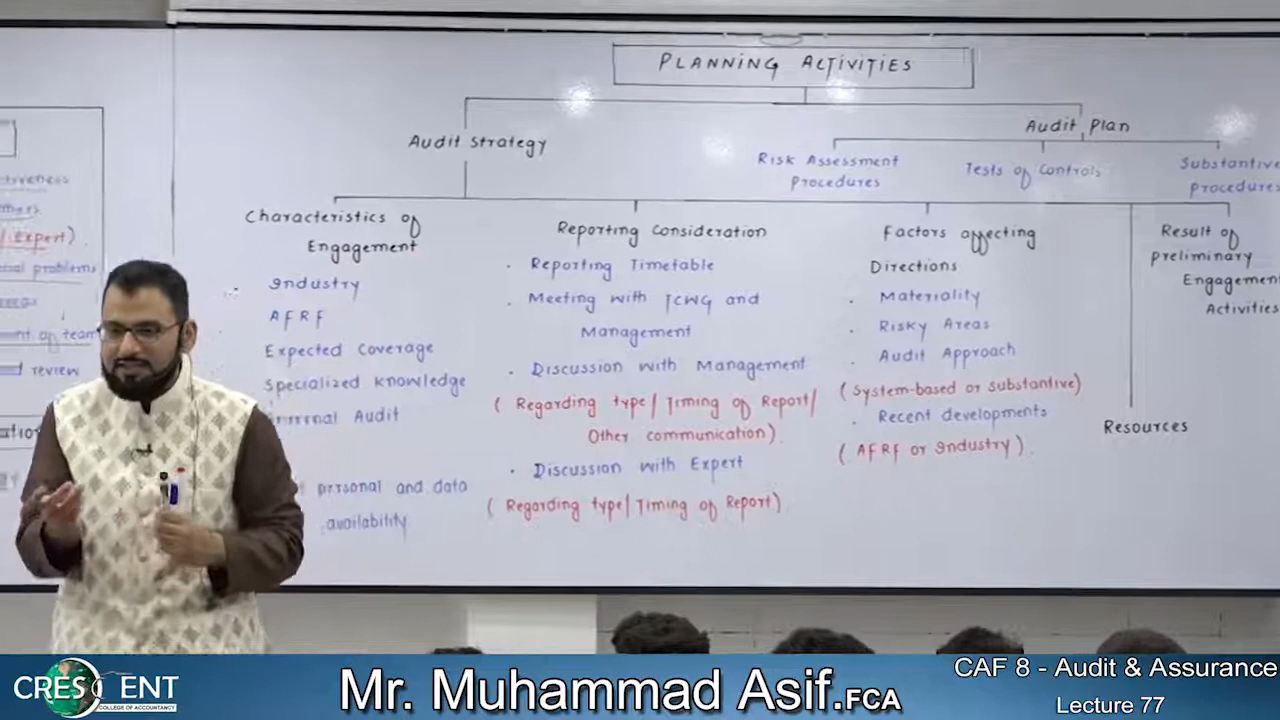 PLANNING ACTIVITIES
Audit Strategy
Audit Plan
Risk Assessment
Procedures
Tests of Controls
Substantive
Procedures
Characteristics of
Engagement
Industry
AFRF
Expected Coverage
Specialized knowledge
Audit
personal and data
availability
Reporting Consideration
• Reporting Timetable
• Meeting with TCWG and
Management
• Discussion with Management
( Regarding type/ Timing of Report/
Other communication).
• Discussion with Expert
( Regarding type/ Timing of Report)
Factors affecting
Directions
• Materiality
• Risky Areas
• Audit Approach
( System-based or substantive)
• Recent developments
( AFRF or Industry ).
Resources
Result of
preliminary
Engagement
Activities
Expert)
problems
of team
review
CRESCENT
COLLEGE OF ACCOUNTANCY
Mr. Muhammad Asif.FCA
CAF 8 - Audit & Assurance
Lecture 77